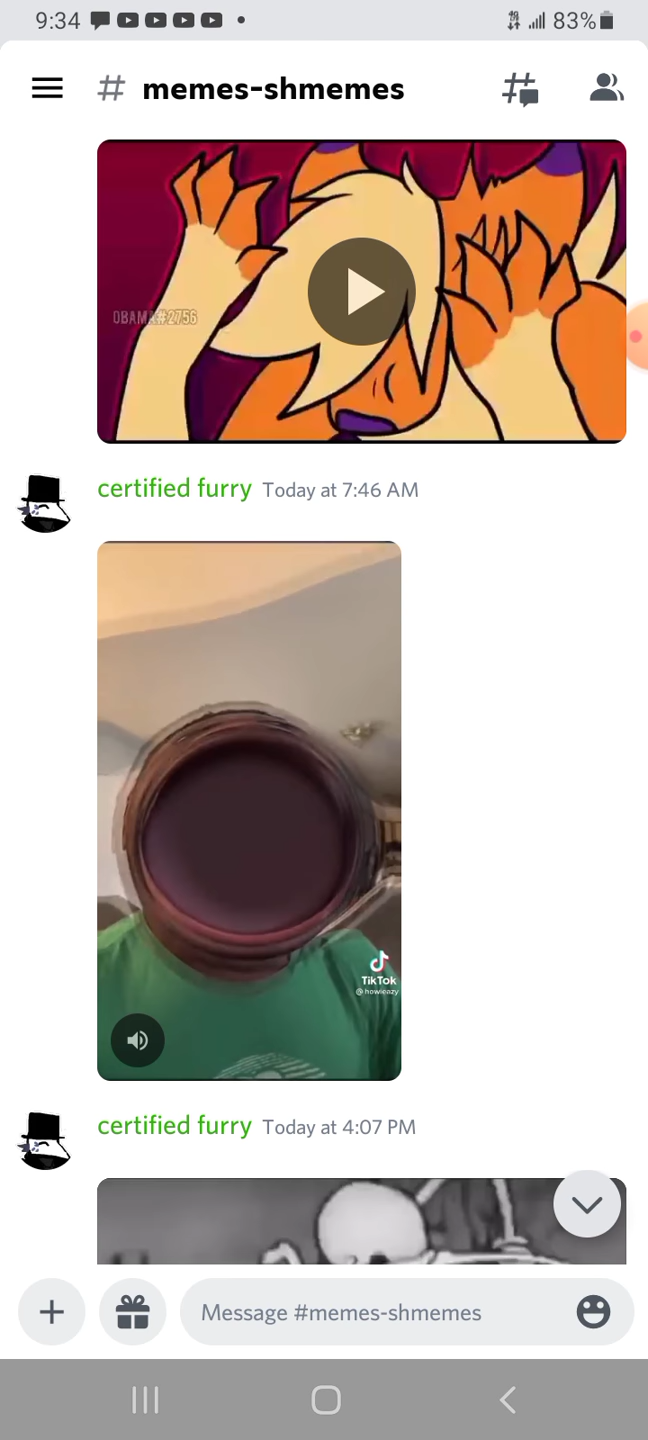 9:34
83%
# memes-shmemes
OBAMA#2756
certified furry Today at 7:46 AM
TikTok
@howieazy
certified furry Today at 4:07 PM
Message #memes-shmemes